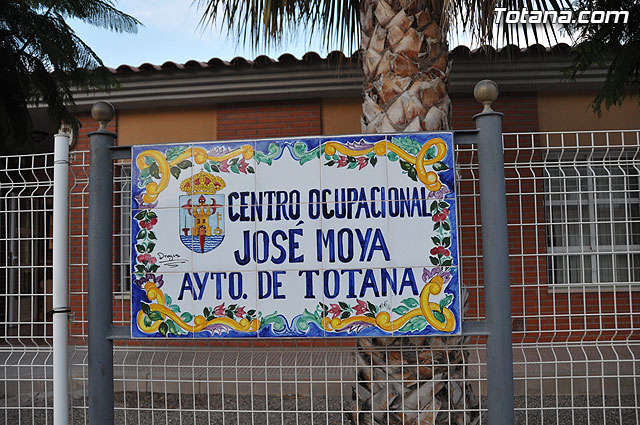 Totana.com
CENTRO OCUPACIONAL
JOSÉ MOYA
AYTO. DE TOTANA